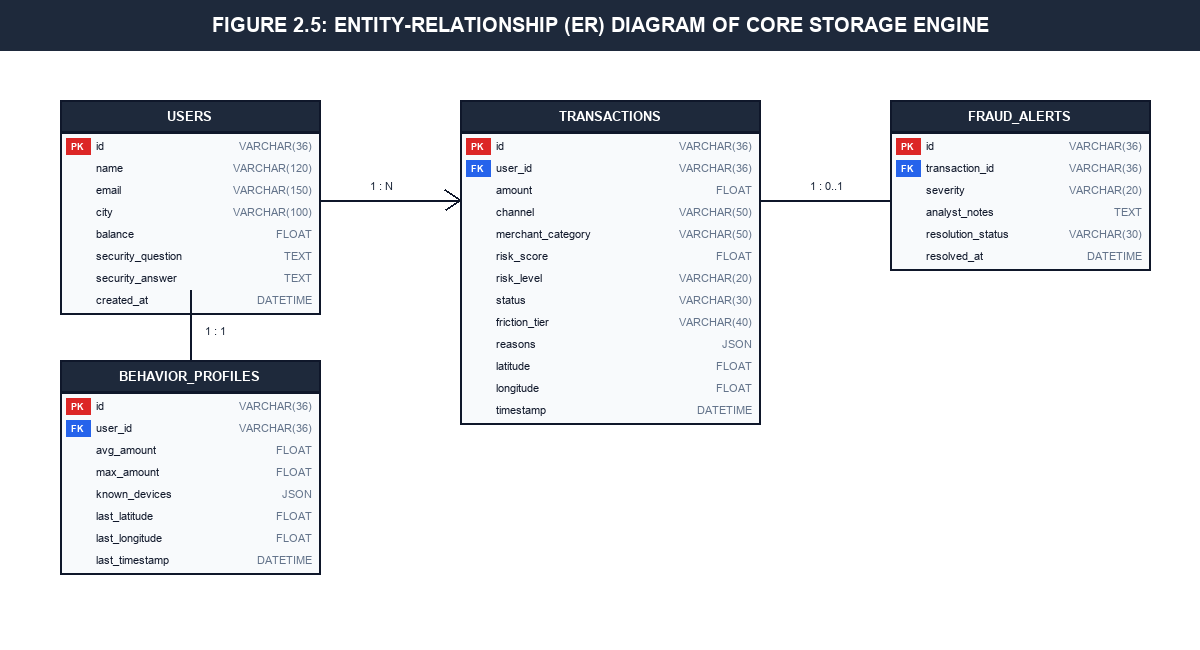 FIGURE 2.5: ENTITY-RELATIONSHIP (ER) DIAGRAM OF CORE STORAGE ENGINE
USERS
PK id VARCHAR(36)
name VARCHAR(120)
email VARCHAR(150)
city VARCHAR(100)
balance FLOAT
security_question TEXT
security_answer TEXT
created_at DATETIME
1 : N
TRANSACTIONS
PK id VARCHAR(36)
FK user_id VARCHAR(36)
amount FLOAT
channel VARCHAR(50)
merchant_category VARCHAR(50)
risk_score FLOAT
risk_level VARCHAR(20)
status VARCHAR(30)
friction_tier VARCHAR(40)
reasons JSON
latitude FLOAT
longitude FLOAT
timestamp DATETIME
1 : 0..1
FRAUD_ALERTS
PK id VARCHAR(36)
FK transaction_id VARCHAR(36)
severity VARCHAR(20)
analyst_notes TEXT
resolution_status VARCHAR(30)
resolved_at DATETIME
1 : 1
BEHAVIOR_PROFILES
PK id VARCHAR(36)
FK user_id VARCHAR(36)
avg_amount FLOAT
max_amount FLOAT
known_devices JSON
last_latitude FLOAT
last_longitude FLOAT
last_timestamp DATETIME